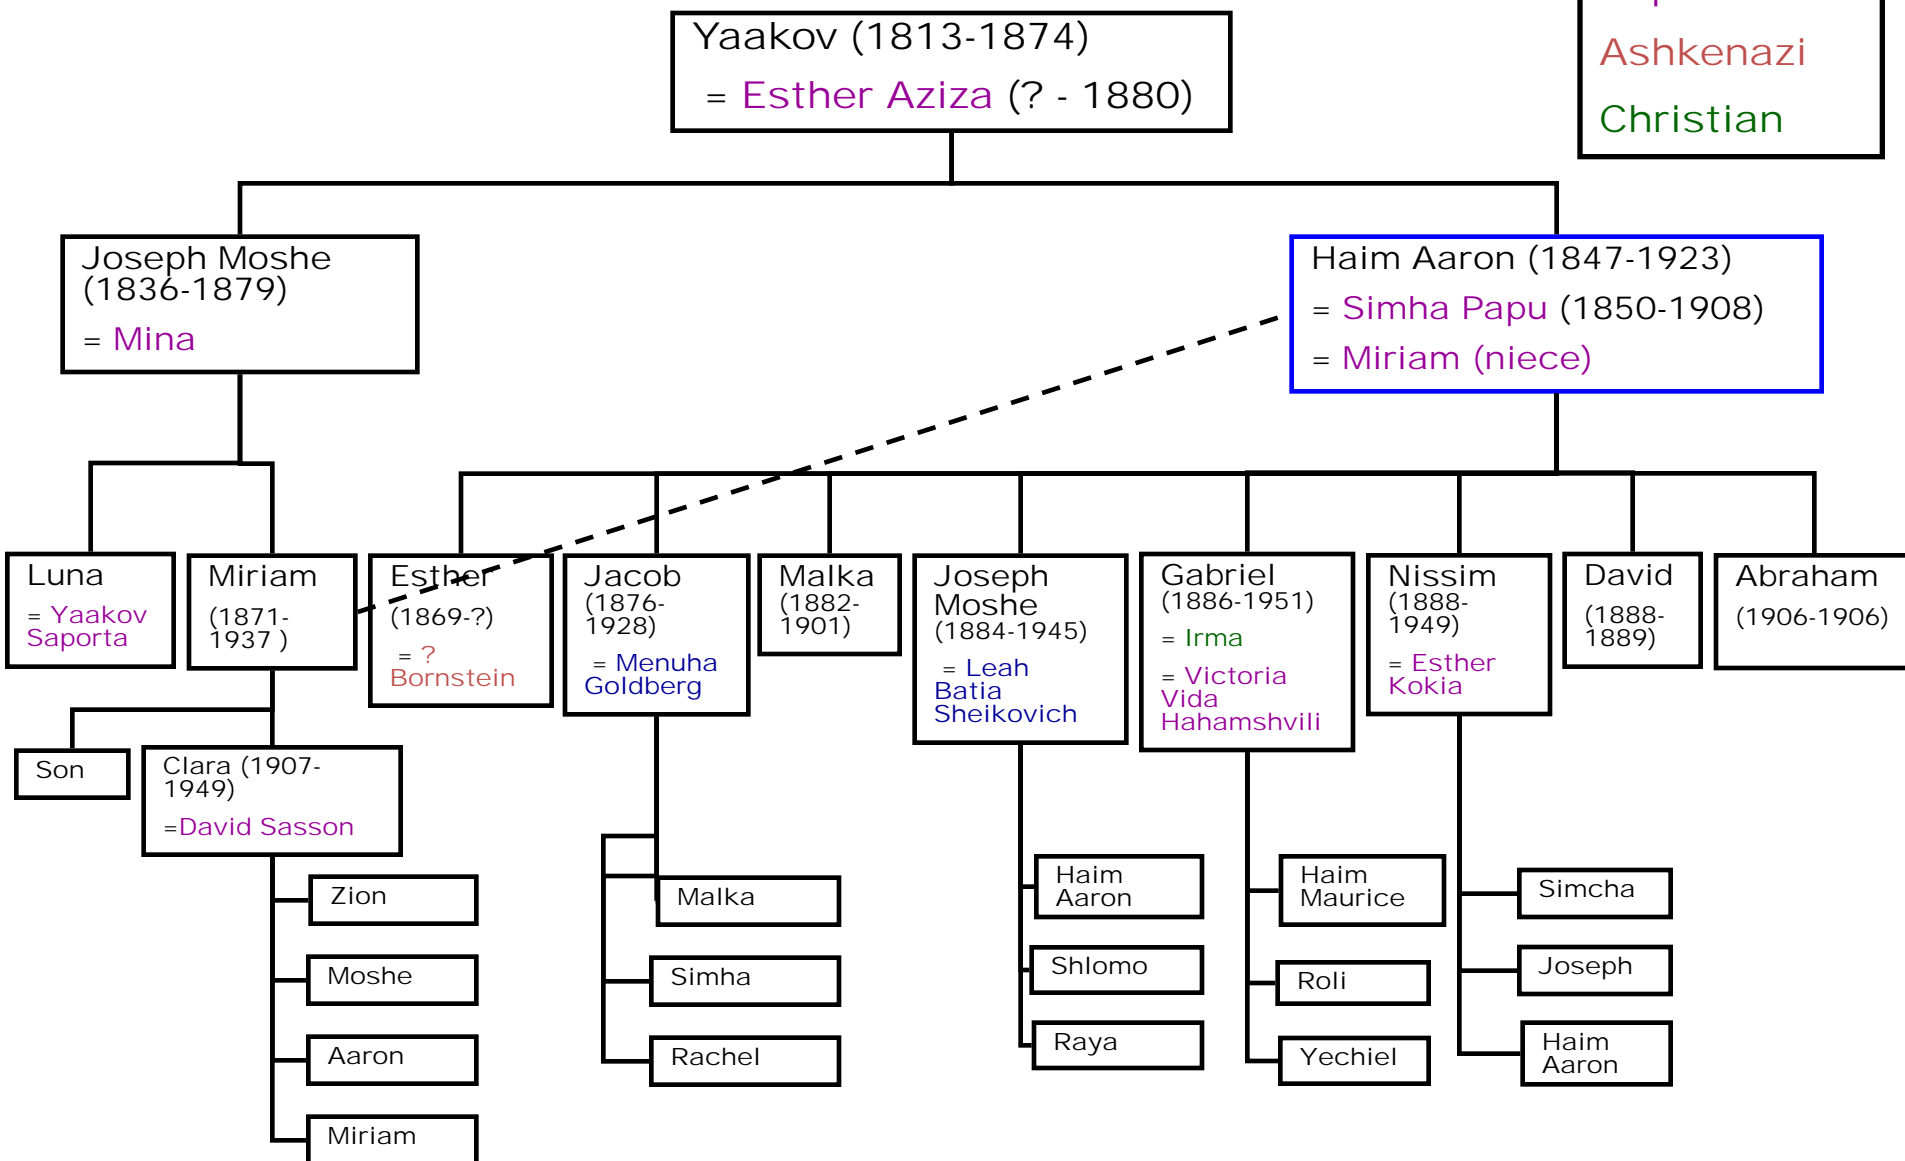 Yaakov (1813-1874)
= Esther Aziza (? - 1880)
Ashkenazi
Christian
Joseph Moshe
(1836-1879)
= Mina
Haim Aaron (1847-1923)
= Simha Papu (1850-1908)
= Miriam (niece)
Luna
= Yaakov
Saporta
Miriam
(1871-
1937 )
Esther
(1869-?)
= ?
Bornstein
Jacob
(1876-
1928)
= Menuha
Goldberg
Malka
(1882-
1901)
Joseph
Moshe
(1884-1945)
= Leah
Batia
Sheikovich
Gabriel
(1886-1951)
= Irma
= Victoria
Vida
Hahamshvili
Nissim
(1888-
1949)
= Esther
Kokia
David
(1888-
1889)
Abraham
(1906-1906)
Son
Clara (1907-
1949)
=David Sasson
Zion
Moshe
Aaron
Miriam
Malka
Simha
Rachel
Haim
Aaron
Shlomo
Raya
Haim
Maurice
Roli
Yechiel
Simcha
Joseph
Haim
Aaron